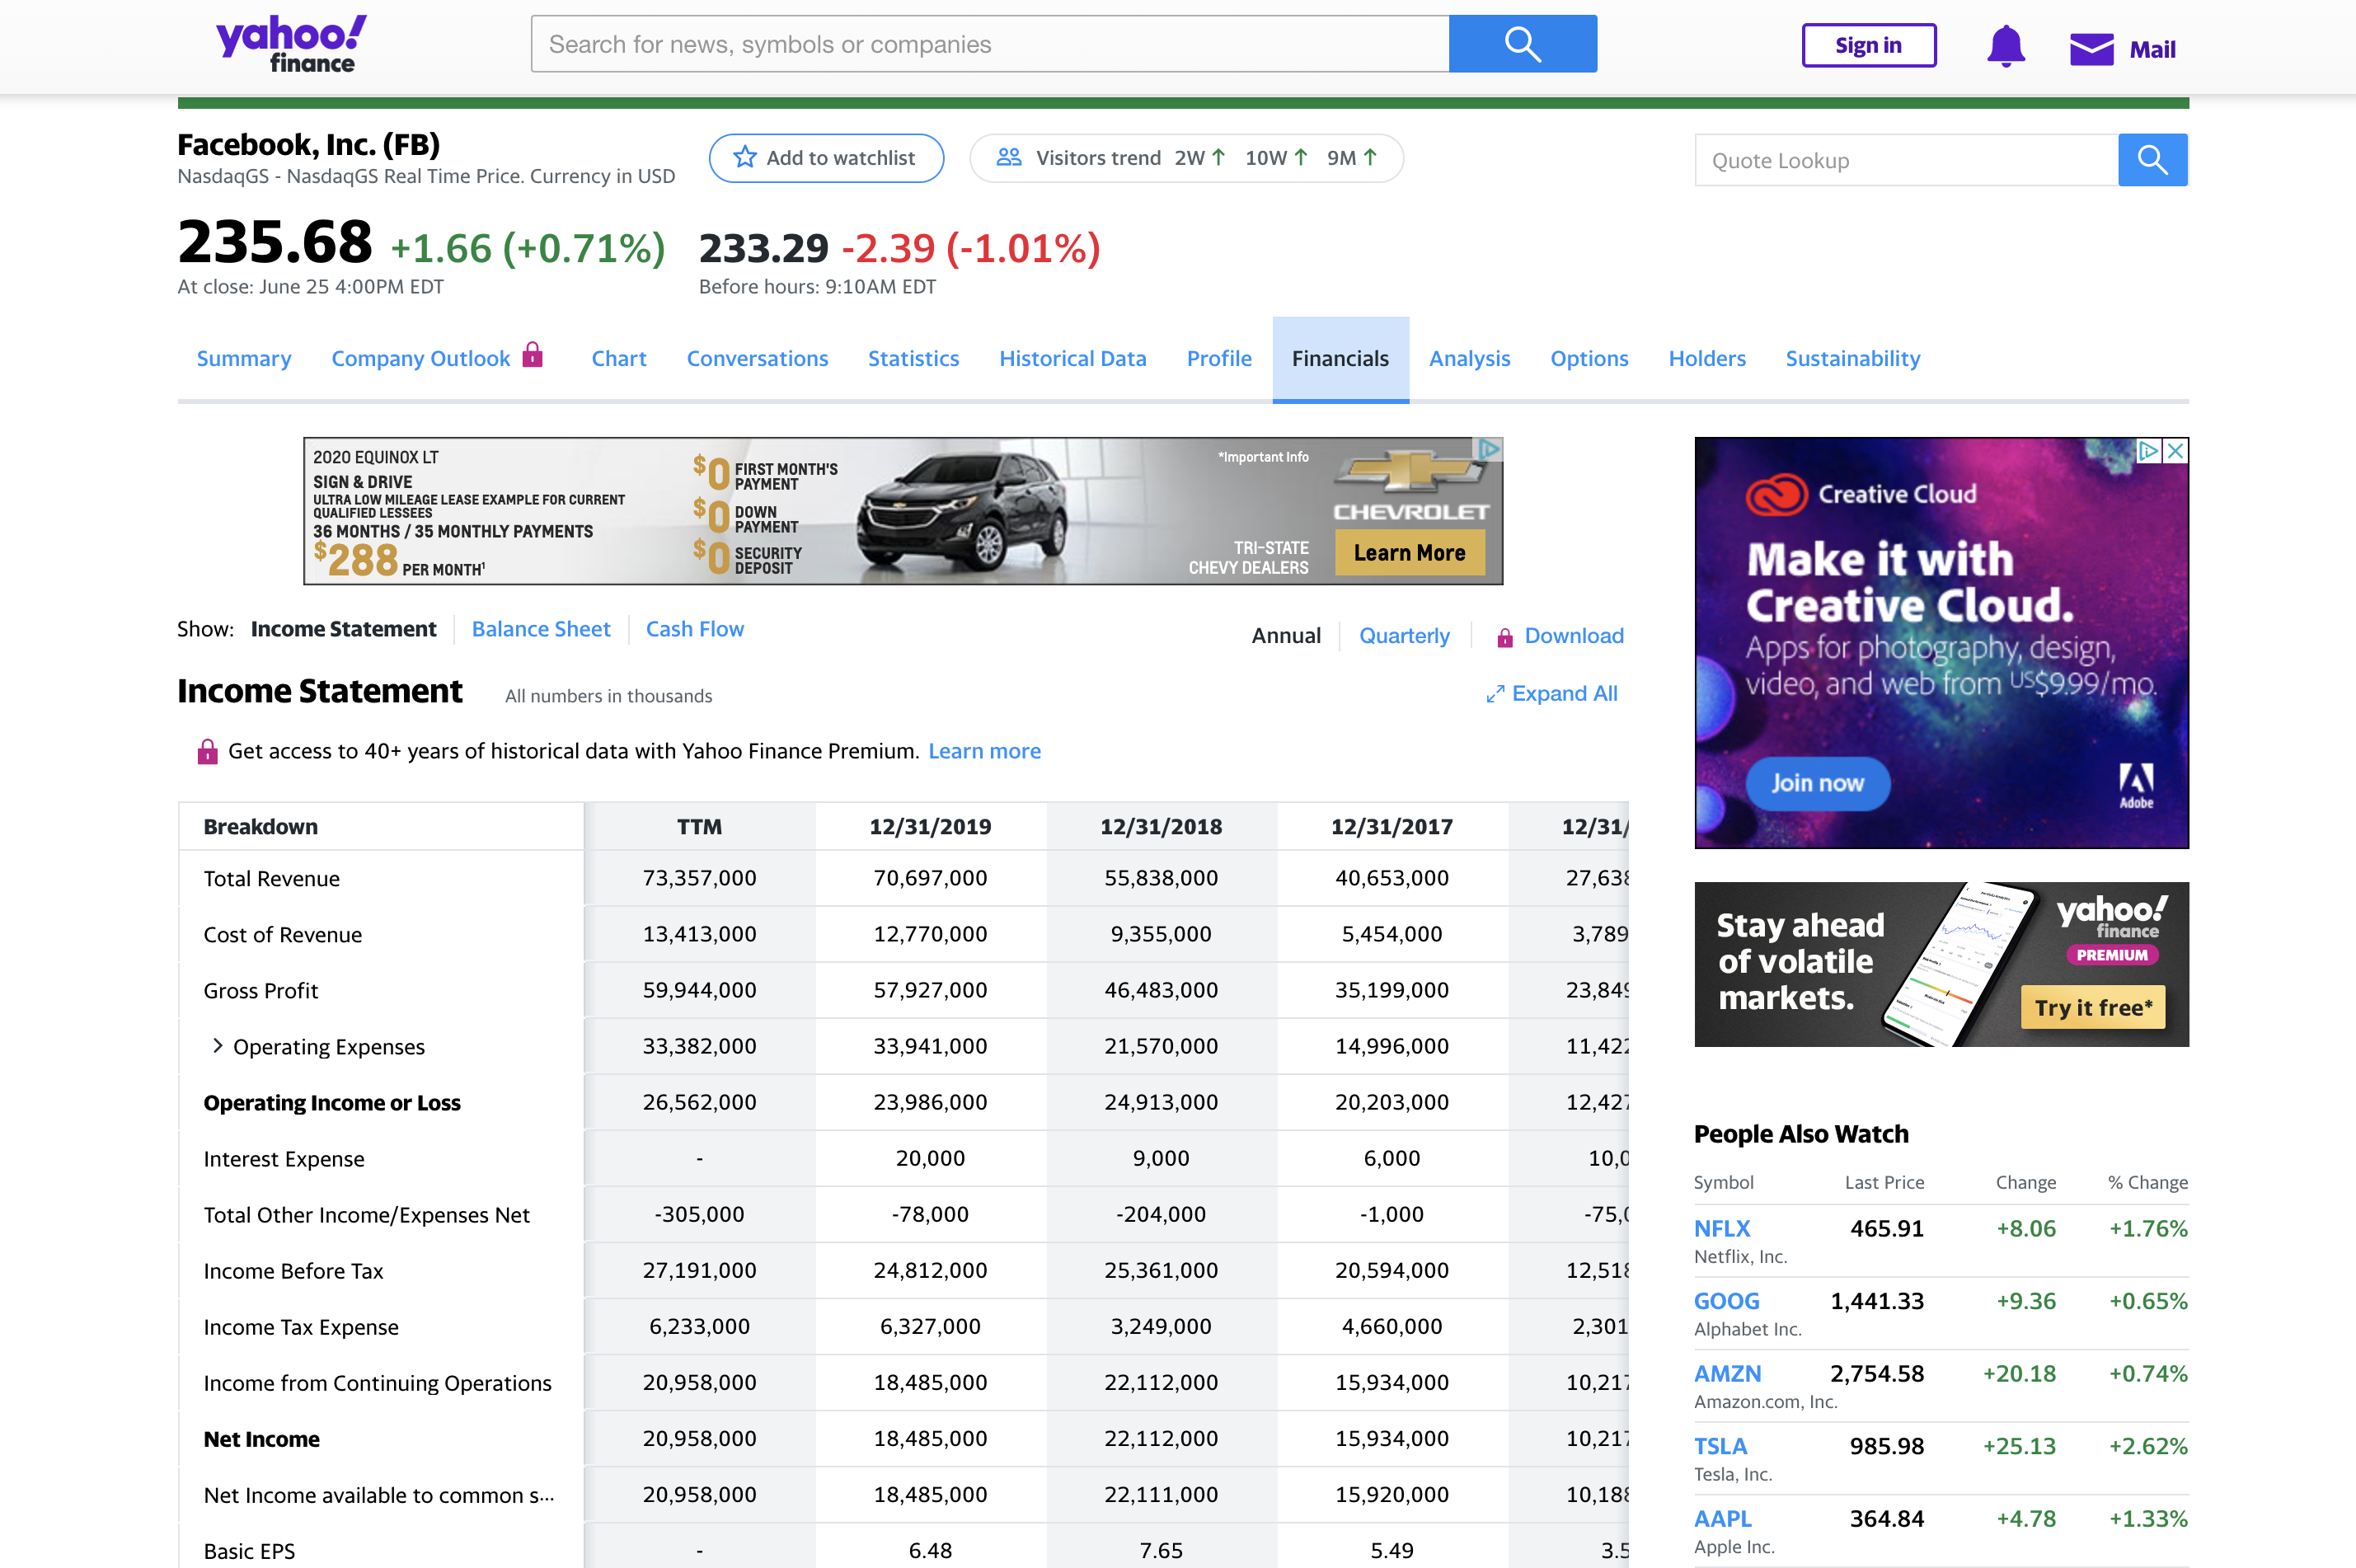 yahoo!
finance
Search for news, symbols or companies
Sign in
Mail
Facebook, Inc. (FB)
NasdaqGS - NasdaqGS Real Time Price. Currency in USD
Add to watchlist
Visitors trend 2W ↑ 10W ↑ 9M ↑
Quote Lookup
235.68 +1.66 (+0.71%)
At close: June 25 4:00PM EDT
233.29 -2.39 (-1.01%)
Before hours: 9:10AM EDT
Summary Company Outlook Chart Conversations Statistics Historical Data Profile Financials Analysis Options Holders Sustainability
2020 EQUINOX LT
SIGN & DRIVE
ULTRA LOW MILEAGE LEASE EXAMPLE FOR CURRENT
QUALIFIED LESSEES
36 MONTHS / 35 MONTHLY PAYMENTS
$288 PER MONTH¹
$0 FIRST MONTH'S PAYMENT
$0 DOWN PAYMENT
$0 SECURITY DEPOSIT
*Important Info
TRI-STATE
CHEVY DEALERS
CHEVROLET
Learn More
Creative Cloud
Make it with
Creative Cloud.
Apps for photography, design,
video, and web from US$9.99/mo.
Join now
Adobe
Show: Income Statement Balance Sheet Cash Flow
Annual Quarterly Download
Income Statement All numbers in thousands
Expand All
Get access to 40+ years of historical data with Yahoo Finance Premium. Learn more
Breakdown TTM 12/31/2019 12/31/2018 12/31/2017 12/31/
Total Revenue 73,357,000 70,697,000 55,838,000 40,653,000 27,638
Cost of Revenue 13,413,000 12,770,000 9,355,000 5,454,000 3,789
Gross Profit 59,944,000 57,927,000 46,483,000 35,199,000 23,849
Operating Expenses 33,382,000 33,941,000 21,570,000 14,996,000 11,422
Operating Income or Loss 26,562,000 23,986,000 24,913,000 20,203,000 12,427
Interest Expense - 20,000 9,000 6,000 10,0
Total Other Income/Expenses Net -305,000 -78,000 -204,000 -1,000 -75,0
Income Before Tax 27,191,000 24,812,000 25,361,000 20,594,000 12,518
Income Tax Expense 6,233,000 6,327,000 3,249,000 4,660,000 2,301
Income from Continuing Operations 20,958,000 18,485,000 22,112,000 15,934,000 10,217
Net Income 20,958,000 18,485,000 22,112,000 15,934,000 10,217
Net Income available to common s... 20,958,000 18,485,000 22,111,000 15,920,000 10,188
Basic EPS - 6.48 7.65 5.49 3.5
Stay ahead
of volatile
markets.
yahoo!
finance
PREMIUM
Try it free*
People Also Watch
Symbol Last Price Change % Change
NFLX 465.91 +8.06 +1.76%
Netflix, Inc.
GOOG 1,441.33 +9.36 +0.65%
Alphabet Inc.
AMZN 2,754.58 +20.18 +0.74%
Amazon.com, Inc.
TSLA 985.98 +25.13 +2.62%
Tesla, Inc.
AAPL 364.84 +4.78 +1.33%
Apple Inc.